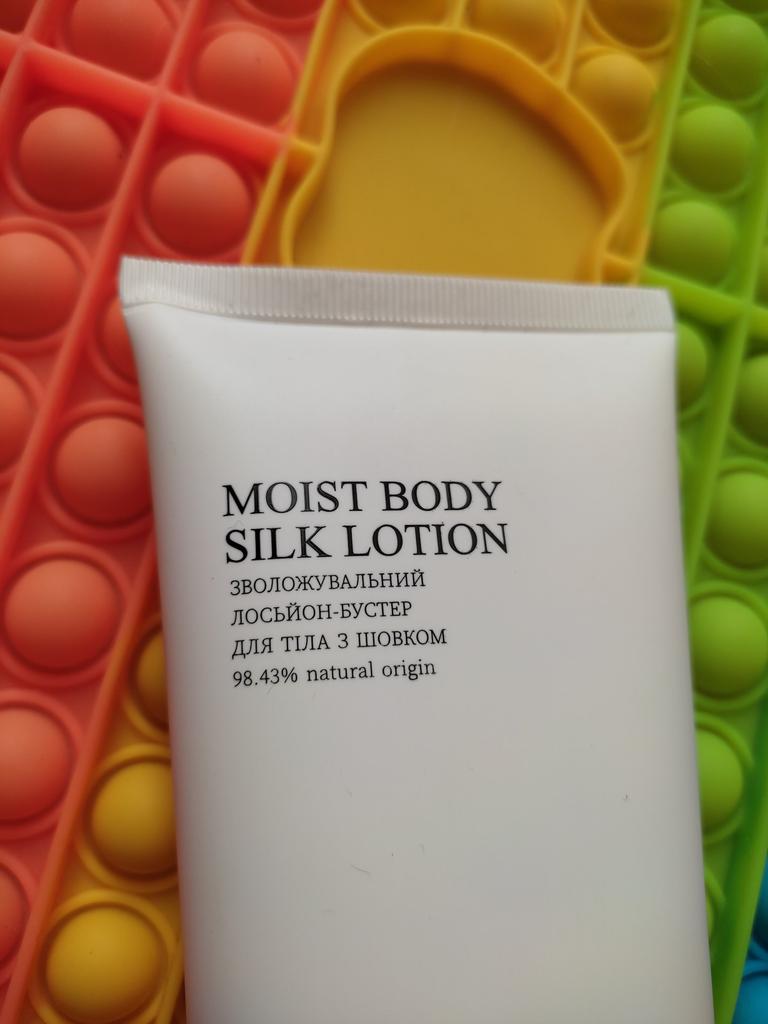 MOIST BODY
SILK LOTION
ЗВОЛОЖУВАЛЬНИЙ
ЛОСЬЙОН-БУСТЕР
ДЛЯ ТІЛА З ШОВКОМ
98.43% natural origin